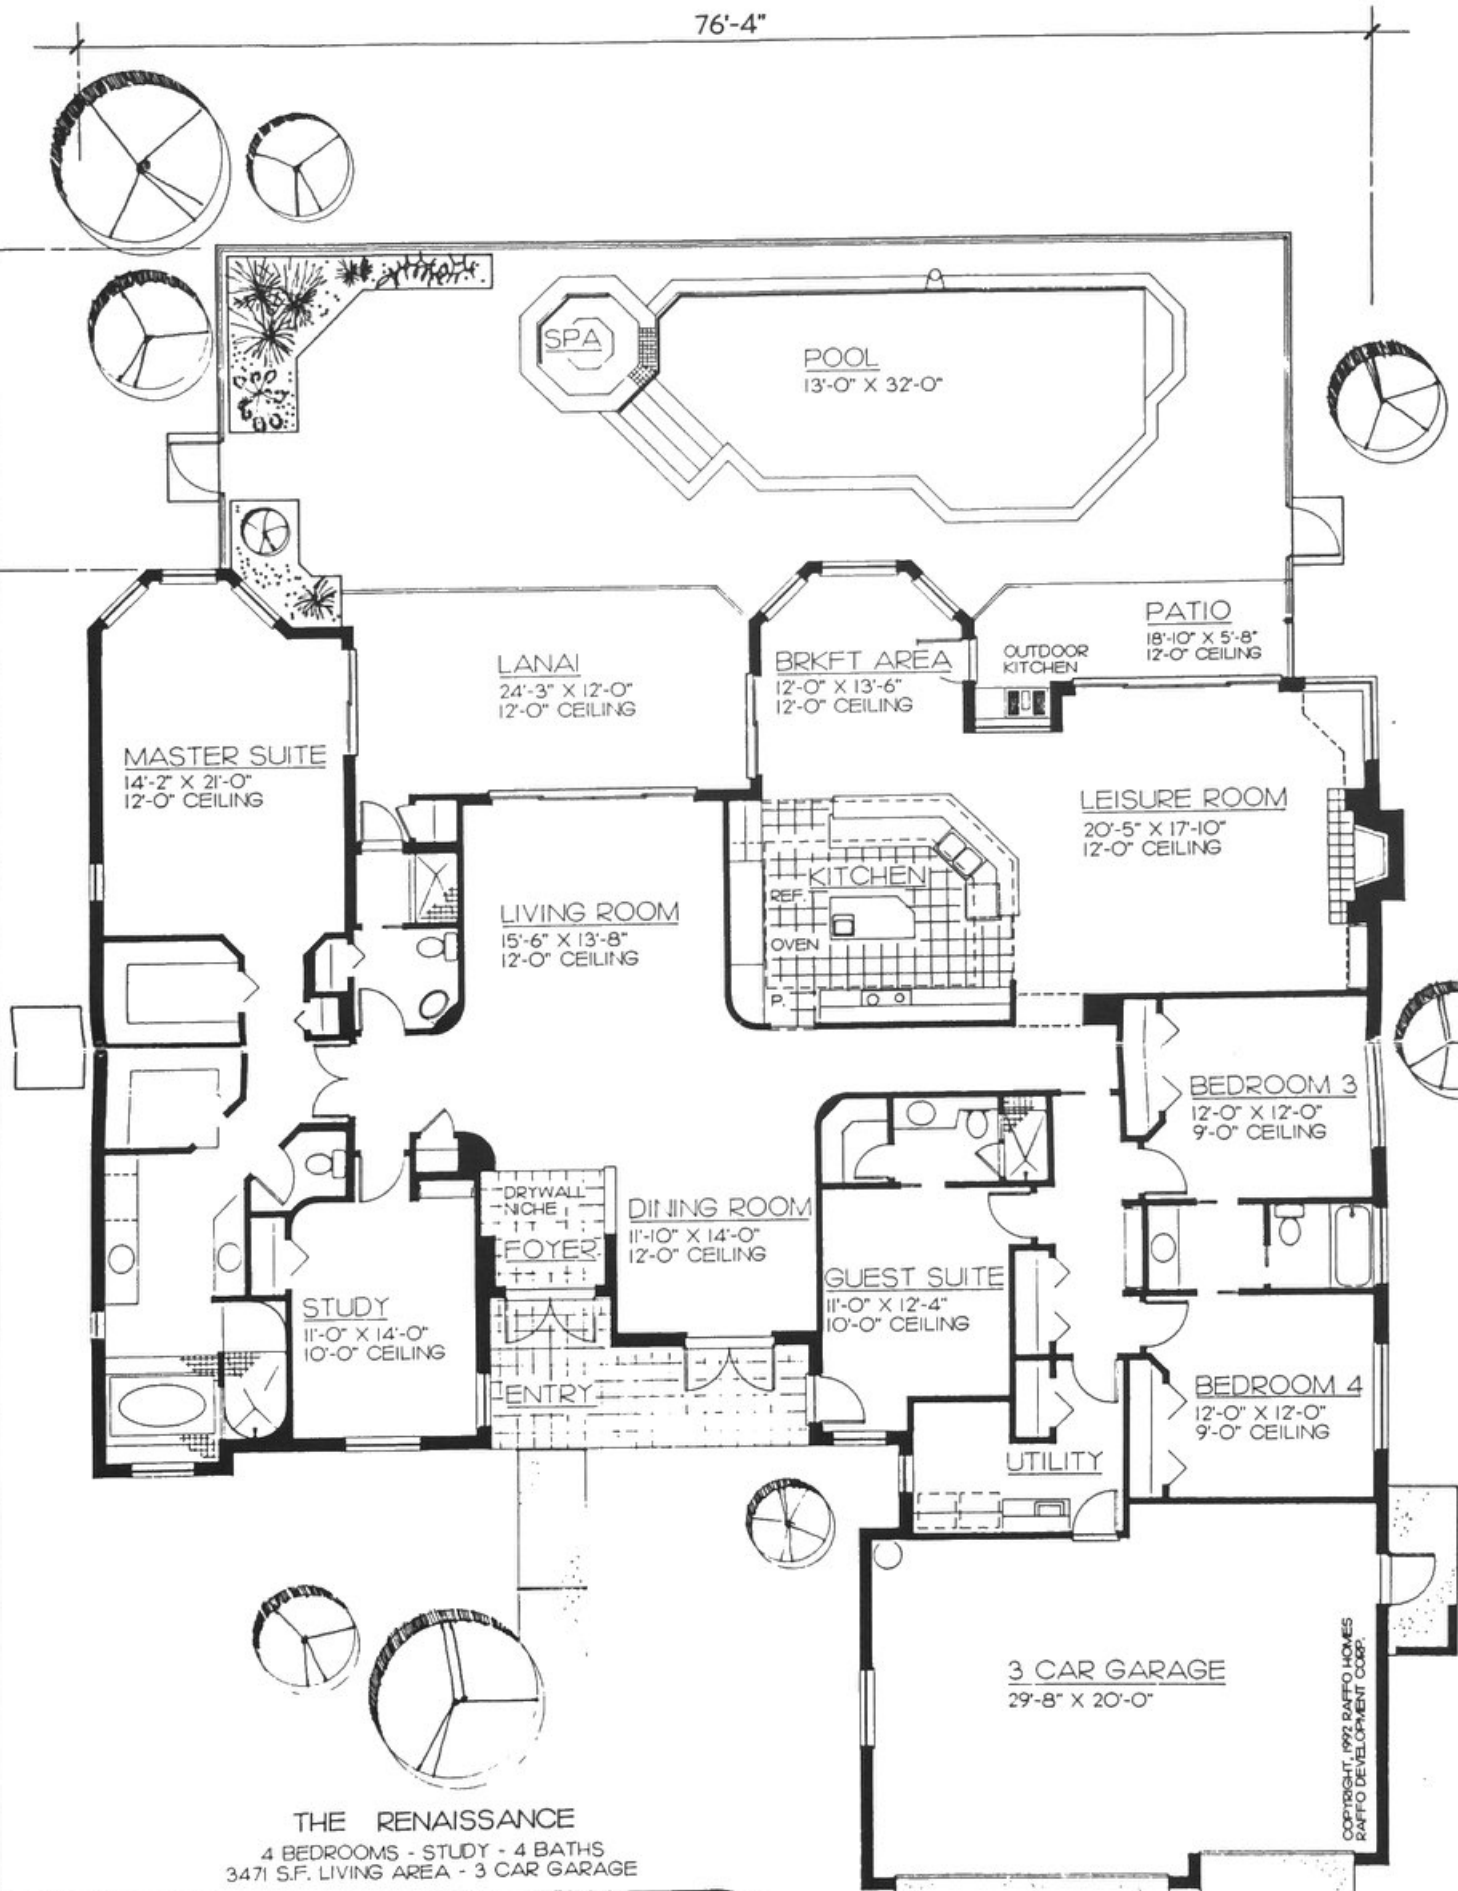 76'-4"
SPA
POOL
13'-0" X 32'-0"
PATIO
18'-10" X 5'-8"
12'-0" CEILING
OUTDOOR
KITCHEN
LANAI
24'-3" X 12'-0"
12'-0" CEILING
BRKFT AREA
12'-0" X 13'-6"
12'-0" CEILING
MASTER SUITE
14'-2" X 21'-0"
12'-0" CEILING
LEISURE ROOM
20'-5" X 17'-10"
12'-0" CEILING
KITCHEN
REF.
OVEN
P.
LIVING ROOM
15'-6" X 13'-8"
12'-0" CEILING
BEDROOM 3
12'-0" X 12'-0"
9'-0" CEILING
DRYWALL
NICHE
FOYER
DINING ROOM
11'-10" X 14'-0"
12'-0" CEILING
GUEST SUITE
11'-0" X 12'-4"
10'-0" CEILING
STUDY
11'-0" X 14'-0"
10'-0" CEILING
ENTRY
BEDROOM 4
12'-0" X 12'-0"
9'-0" CEILING
UTILITY
3 CAR GARAGE
29'-8" X 20'-0"
COPYRIGHT, 1992 RAFFO HOMES
RAFFO DEVELOPMENT CORP.
THE RENAISSANCE
4 BEDROOMS - STUDY - 4 BATHS
3471 S.F. LIVING AREA - 3 CAR GARAGE